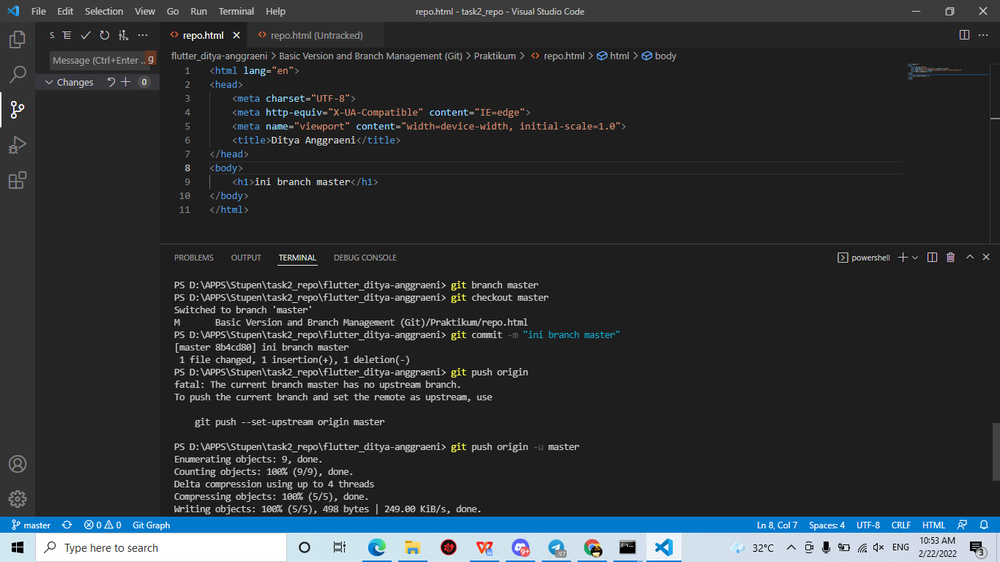 File Edit Selection View Go Run Terminal Help repo.html - task2_repo - Visual Studio Code
S.
repo.html repo.html (Untracked)
Message (Ctrl+Enter ... g
flutter_ditya-anggraeni > Basic Version and Branch Management (Git) > Praktikum > repo.html > html > body
Changes 0
1 <html lang="en">
2 <head>
3 <meta charset="UTF-8">
4 <meta http-equiv="X-UA-Compatible" content="IE=edge">
5 <meta name="viewport" content="width=device-width, initial-scale=1.0">
6 <title>Ditya Anggraeni</title>
7 </head>
8 <body>
9 <h1>ini branch master</h1>
10 </body>
11 </html>
PROBLEMS OUTPUT TERMINAL DEBUG CONSOLE powershell
PS D:\APPS\Stupen\task2_repo\flutter_ditya-anggraeni> git branch master
PS D:\APPS\Stupen\task2_repo\flutter_ditya-anggraeni> git checkout master
Switched to branch 'master'
M Basic Version and Branch Management (Git)/Praktikum/repo.html
PS D:\APPS\Stupen\task2_repo\flutter_ditya-anggraeni> git commit -m "ini branch master"
[master 8b4cd80] ini branch master
1 file changed, 1 insertion(+), 1 deletion(-)
PS D:\APPS\Stupen\task2_repo\flutter_ditya-anggraeni> git push origin
fatal: The current branch master has no upstream branch.
To push the current branch and set the remote as upstream, use
git push --set-upstream origin master
PS D:\APPS\Stupen\task2_repo\flutter_ditya-anggraeni> git push origin -u master
Enumerating objects: 9, done.
Counting objects: 100% (9/9), done.
Delta compression using up to 4 threads
Compressing objects: 100% (5/5), done.
Writing objects: 100% (5/5), 498 bytes | 249.00 KiB/s, done.
master 0 0 Git Graph Ln 8, Col 7 Spaces: 4 UTF-8 CRLF HTML
Type here to search 9+ .97 32°C ENG 10:53 AM
2/22/2022 3